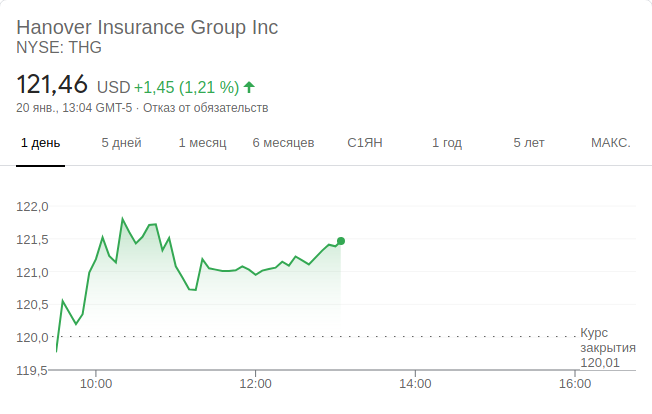 Hanover Insurance Group Inc
NYSE: THG
121,46 USD +1,45 (1,21 %)
20 янв., 13:04 GMT-5 · Отказ от обязательств
1 день 5 дней 1 месяц 6 месяцев С1ЯН 1 год 5 лет МАКС.
122,0
121,5
121,0
120,5
120,0
119,5
Курс
закрытия
120,01
10:00 12:00 14:00 16:00